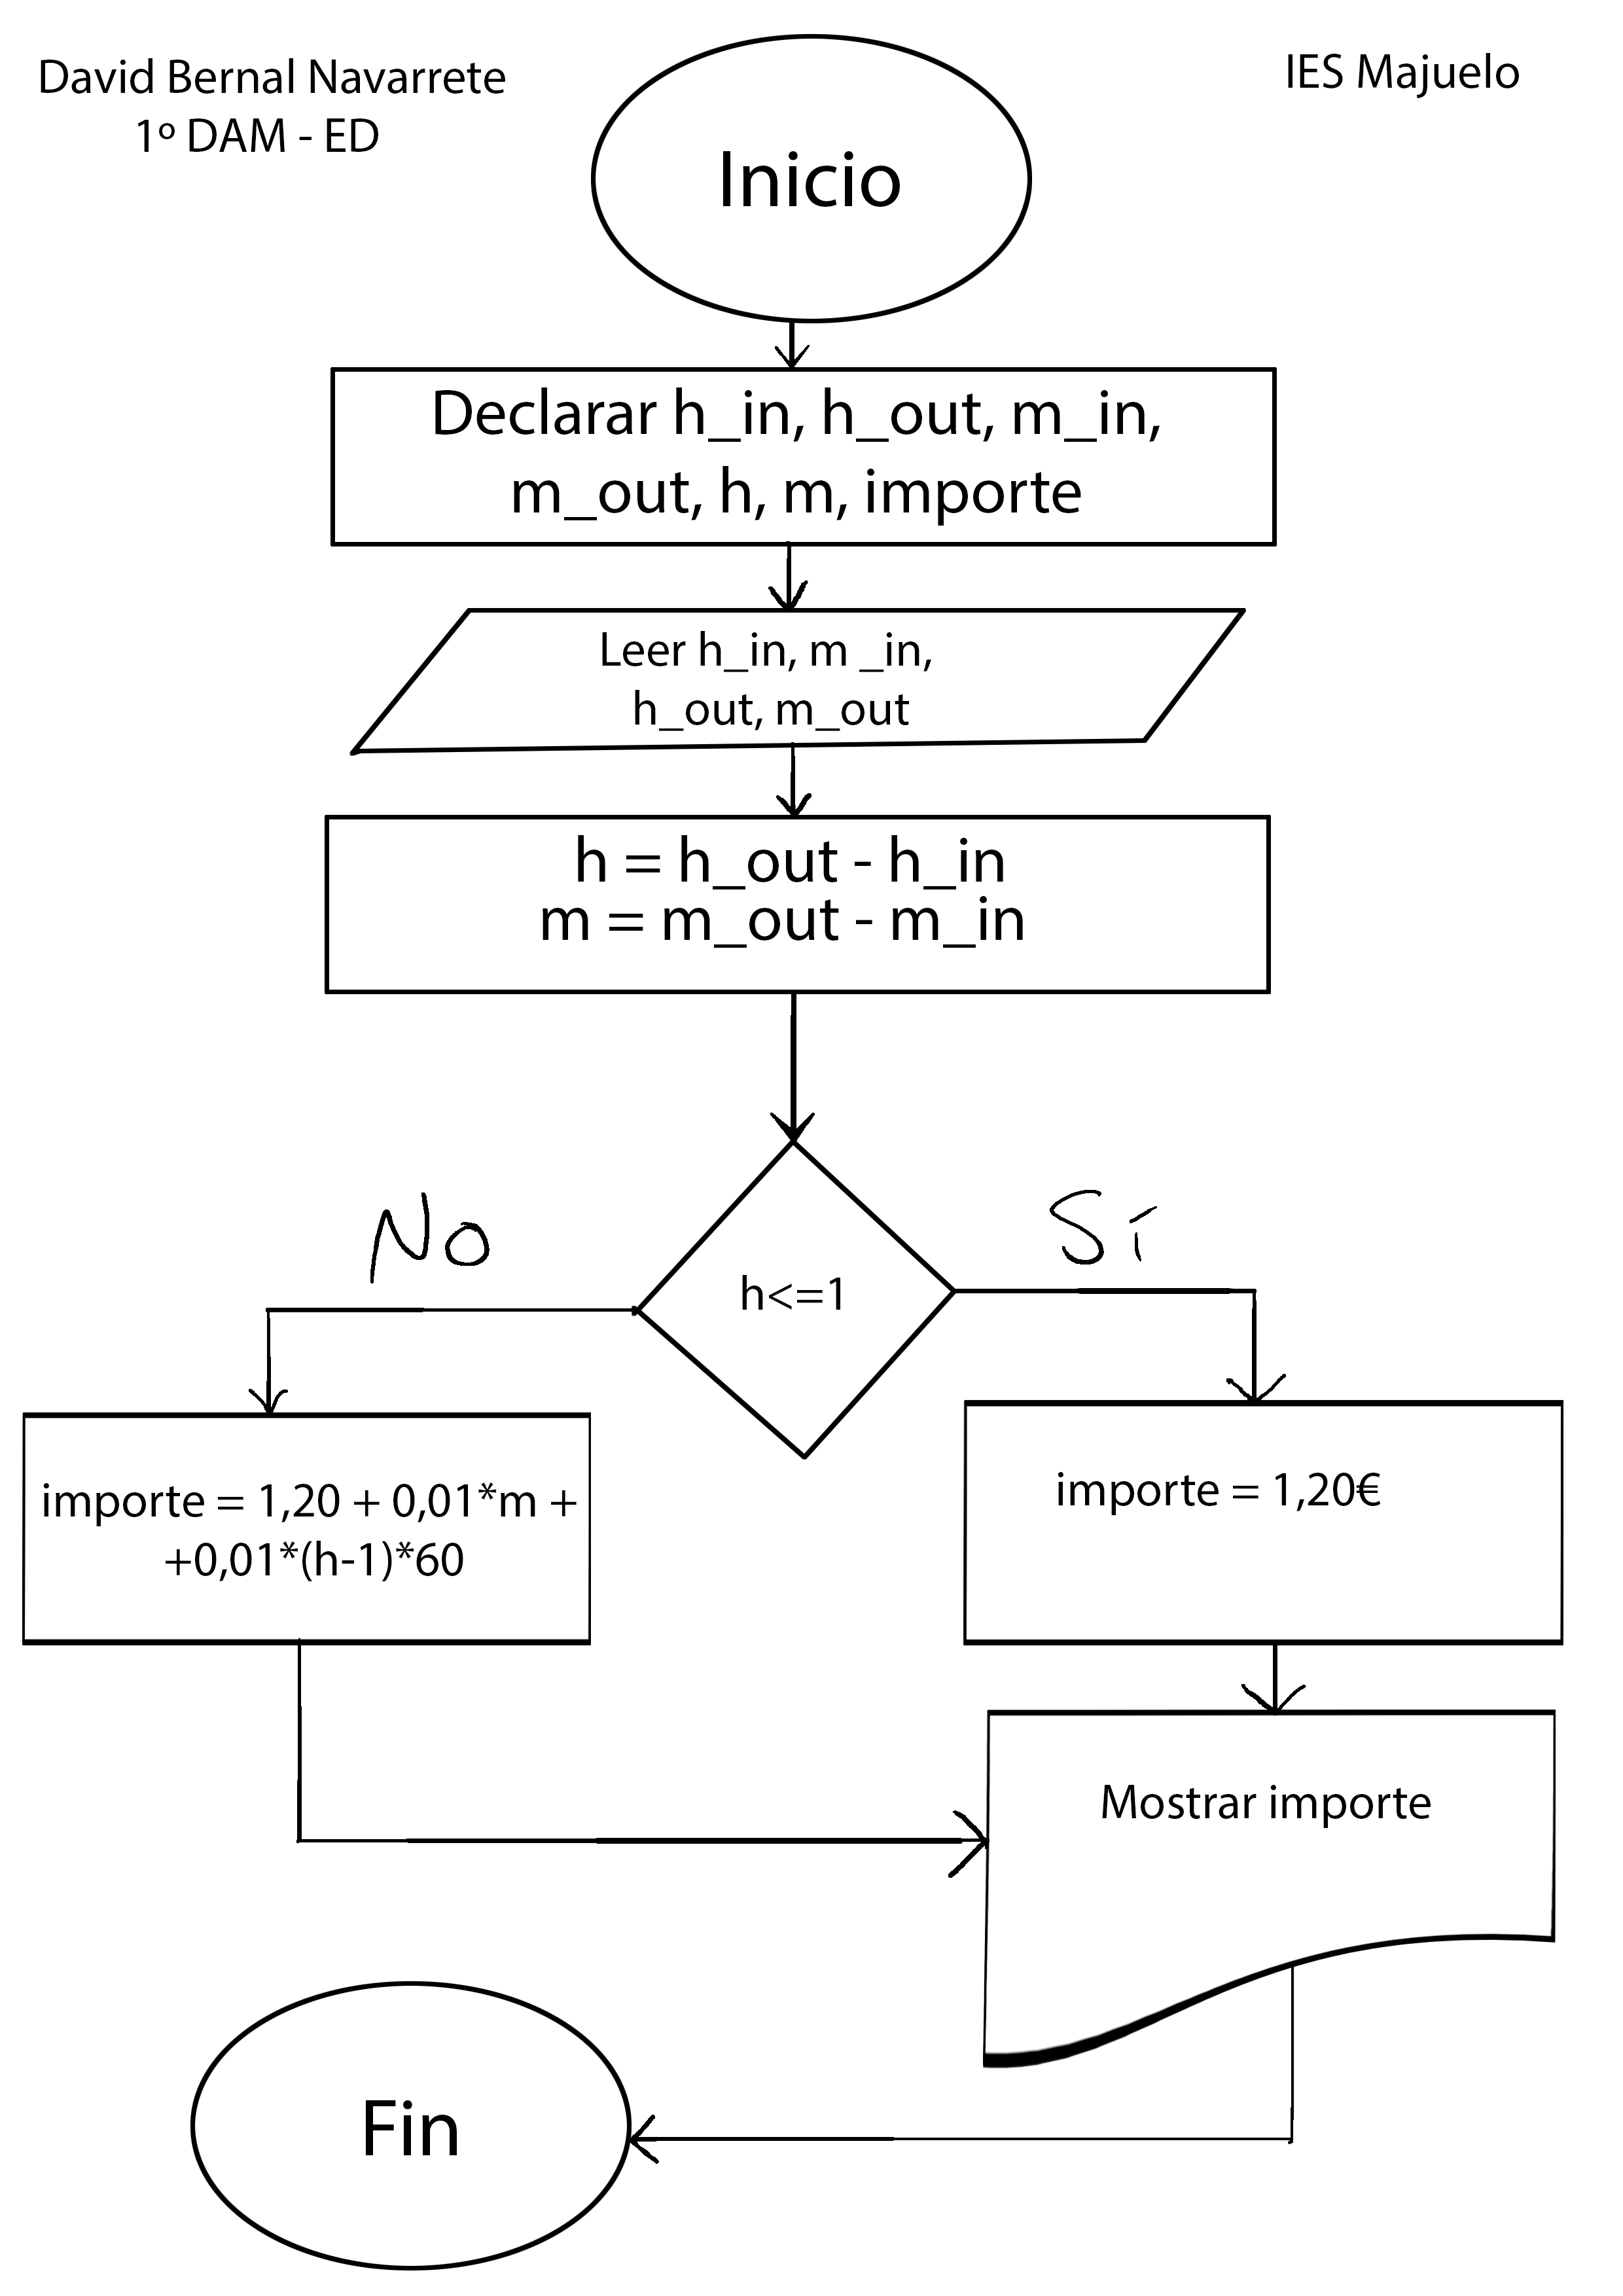 David Bernal Navarrete
1º DAM - ED
IES Majuelo
Inicio
Declarar h_in, h_out, m_in,
m_out, h, m, importe
Leer h_in, m _in,
h_out, m_out
h = h_out - h_in
m = m_out - m_in
No
Sí
h<=1
importe = 1,20 + 0,01*m +
+0,01*(h-1)*60
importe = 1,20€
Mostrar importe
Fin